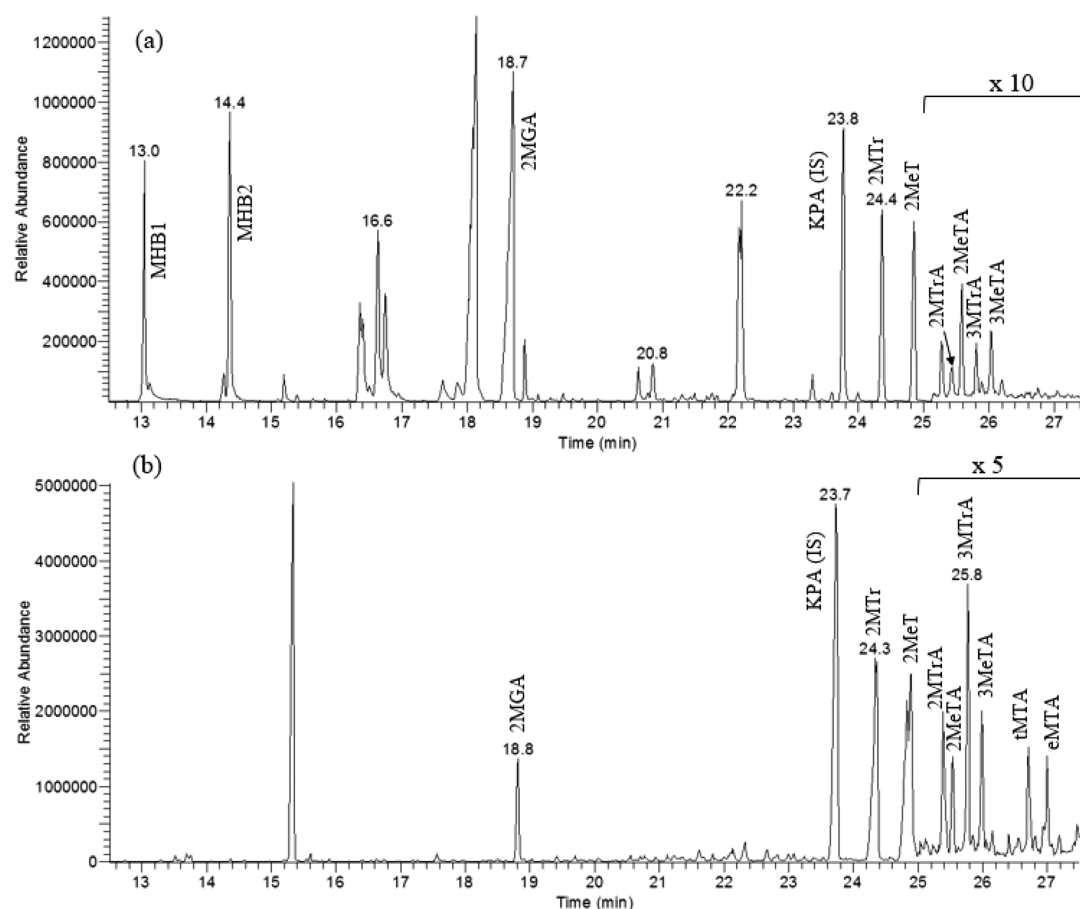 (a)
x 10
1200000
1000000
800000
600000
400000
200000
Relative Abundance
13.0
MHB1
14.4
MHB2
16.6
18.7
2MGA
20.8
22.2
KPA (IS)
23.8
2MTr
24.4
2MeT
2MTrA
2MeTA
3MTrA
3MeTA
13 14 15 16 17 18 19 20 21 22 23 24 25 26 27
Time (min)
(b)
x 5
5000000
4000000
3000000
2000000
1000000
0
Relative Abundance
2MGA
18.8
KPA (IS)
23.7
2MTr
24.3
2MeT
2MTrA
2MeTA
3MTrA
25.8
3MeTA
tMTA
eMTA
13 14 15 16 17 18 19 20 21 22 23 24 25 26 27
Time (min)